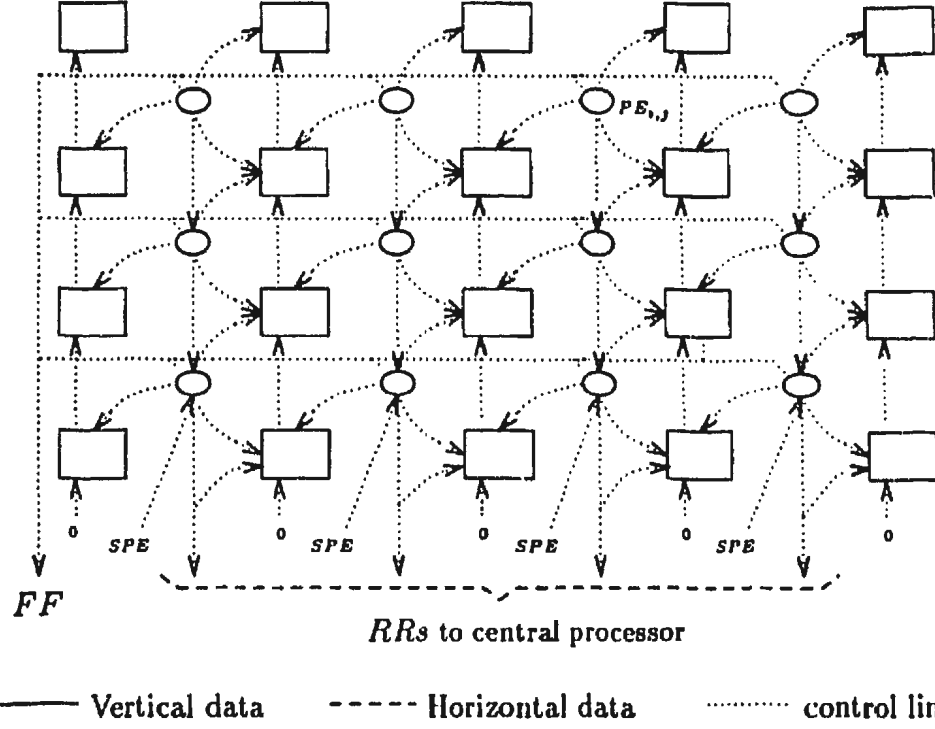 PE_{i,j}
0 SPE 0 SPE 0 SPE 0 SPE 0
FF
RRs to central processor
Vertical data Horizontal data control lin